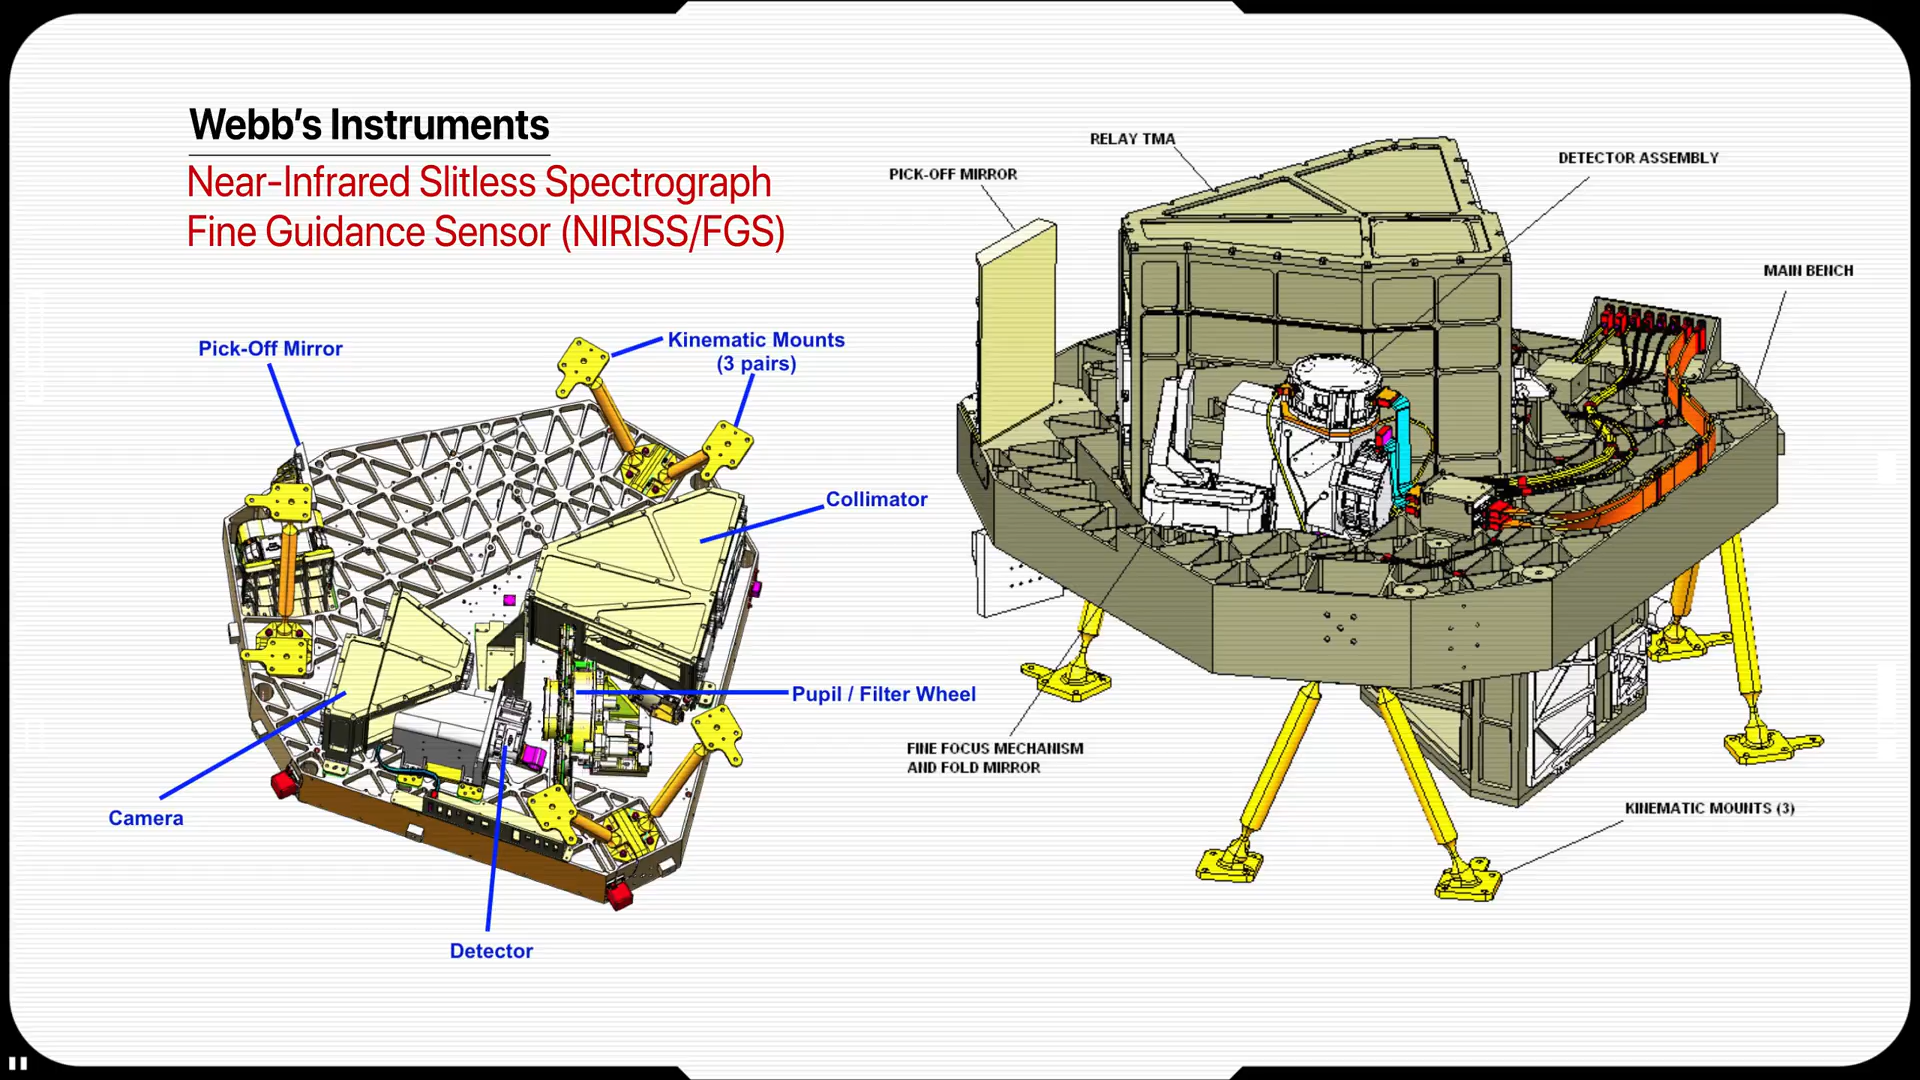 Webb's Instruments
Near-Infrared Slitless Spectrograph
Fine Guidance Sensor (NIRISS/FGS)
Pick-Off Mirror
Kinematic Mounts
(3 pairs)
Collimator
Pupil / Filter Wheel
Camera
Detector
RELAY TMA
PICK-OFF MIRROR
DETECTOR ASSEMBLY
MAIN BENCH
FINE FOCUS MECHANISM
AND FOLD MIRROR
KINEMATIC MOUNTS (3)